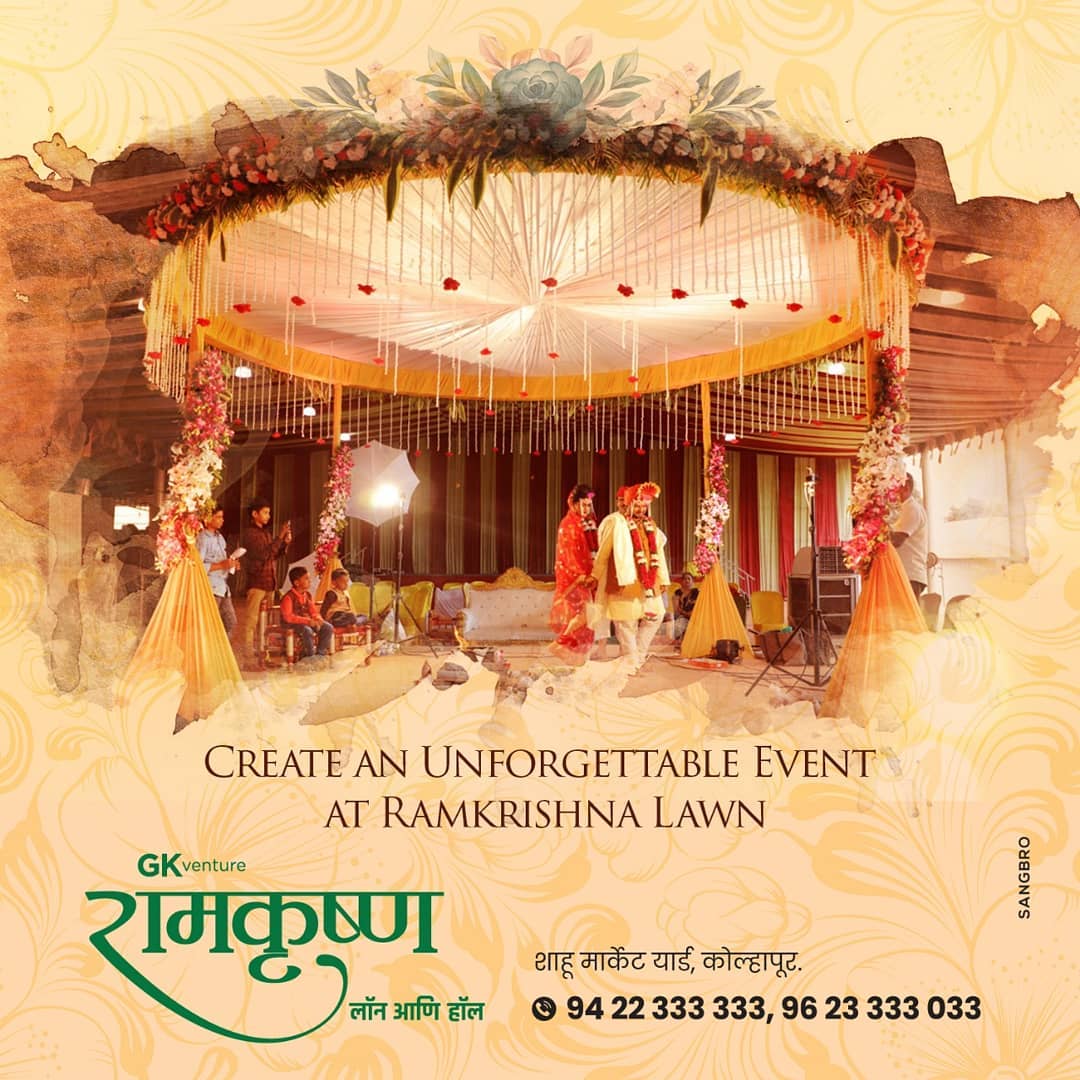 CREATE AN UNFORGETTABLE EVENT
AT RAMKRISHNA LAWN
GKventure
रामकृष्ण
लॉन आणि हॉल
शाहू मार्केट यार्ड, कोल्हापूर.
94 22 333 333, 96 23 333 033
SANGBRO